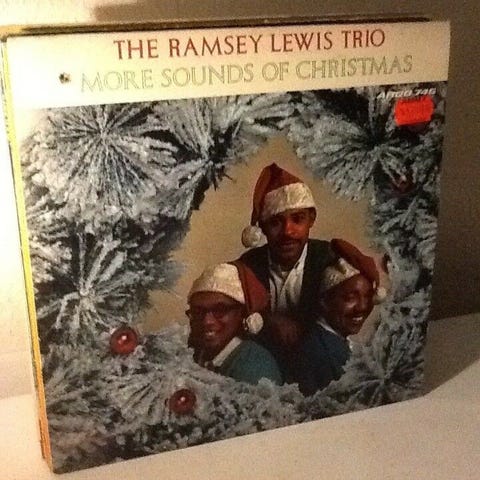 THE RAMSEY LEWIS TRIO
MORE SOUNDS OF CHRISTMAS
ARGO 745